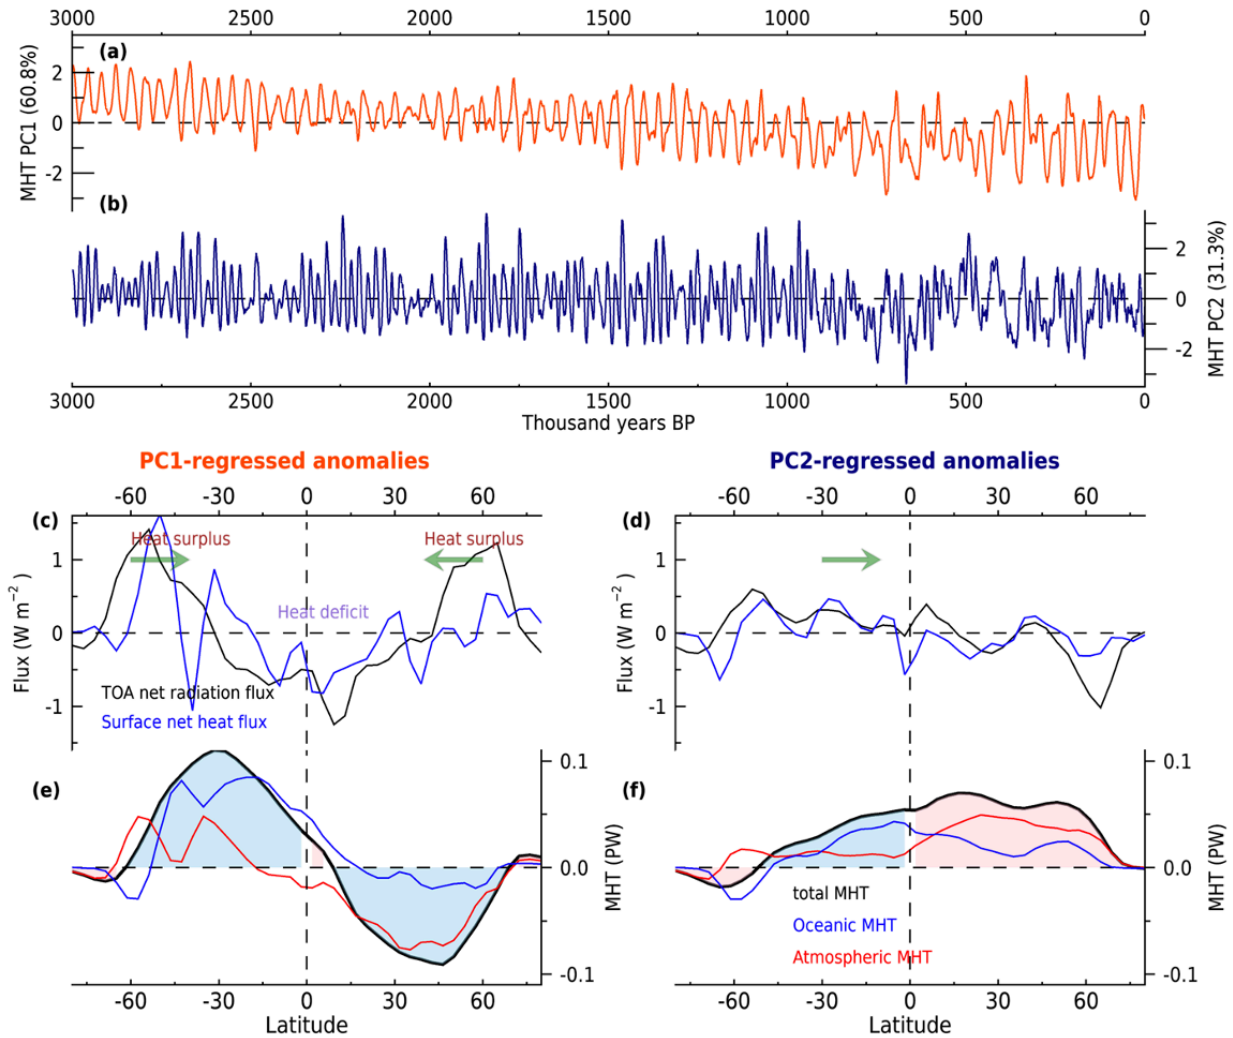 3000 2500 2000 1500 1000 500 0
(a)
MHT PC1 (60.8%)
2
0
-2
(b)
MHT PC2 (31.3%)
2
0
-2
3000 2500 2000 1500 1000 500 0
Thousand years BP
PC1-regressed anomalies
PC2-regressed anomalies
-60 -30 0 30 60
-60 -30 0 30 60
(c)
Heat surplus
Heat surplus
Heat deficit
1
0
-1
Flux (W m⁻² )
TOA net radiation flux
Surface net heat flux
(d)
1
0
-1
Flux (W m⁻² )
(e)
0.1
0.0
-0.1
MHT (PW)
-60 -30 0 30 60
Latitude
(f)
total MHT
Oceanic MHT
Atmospheric MHT
0.1
0.0
-0.1
MHT (PW)
-60 -30 0 30 60
Latitude